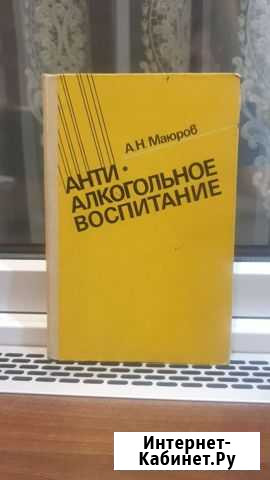 А.Н. Маюров
АНТИ•
АЛКОГОЛЬНОЕ
ВОСПИТАНИЕ
Интернет-
Кабинет.Ру